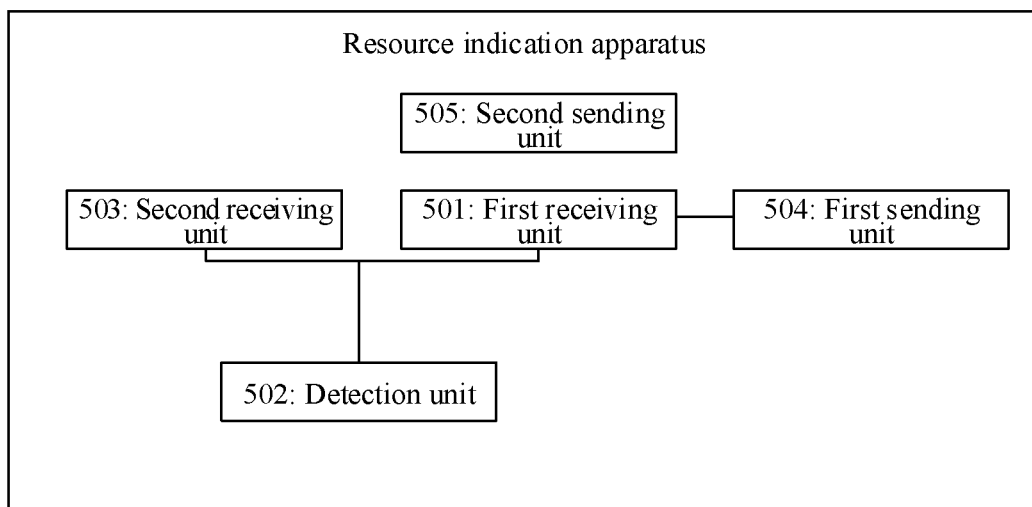 Resource indication apparatus
505: Second sending
unit
503: Second receiving
unit
501: First receiving
unit
504: First sending
unit
502: Detection unit